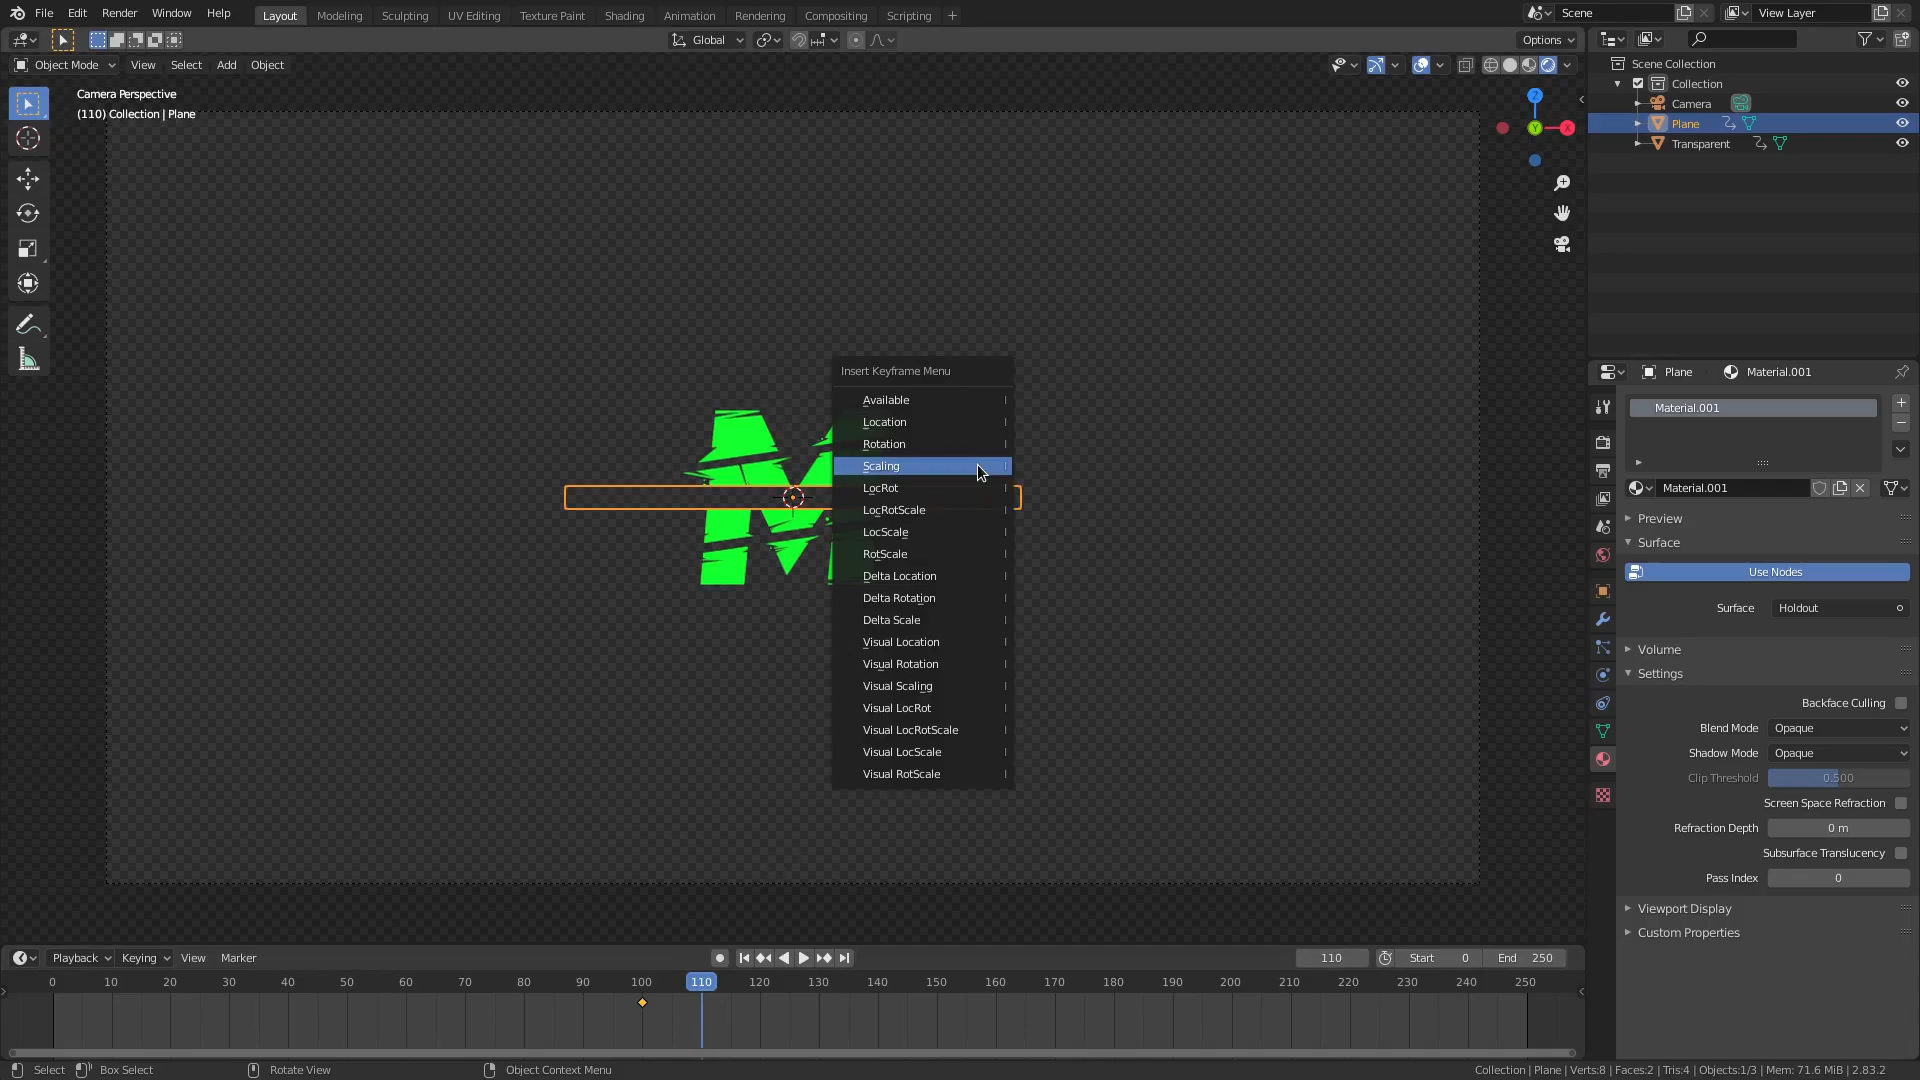 File Edit Render Window Help
Layout Modeling Sculpting UV Editing Texture Paint Shading Animation Rendering Compositing Scripting +
Scene
View Layer
Global
Options
Object Mode View Select Add Object
Camera Perspective
(110) Collection | Plane
Z
Y
X
Scene Collection
Collection
Camera
Plane
Transparent
Insert Keyframe Menu
Available I
Location I
Rotation I
Scaling I
LocRot I
LocRotScale I
LocScale I
RotScale I
Delta Location I
Delta Rotation I
Delta Scale I
Visual Location I
Visual Rotation I
Visual Scaling I
Visual LocRot I
Visual LocRotScale I
Visual LocScale I
Visual RotScale I
Plane Material.001
Material.001
Material.001
Preview
Surface
Use Nodes
Surface Holdout
Volume
Settings
Backface Culling
Blend Mode Opaque
Shadow Mode Opaque
Clip Threshold 0.500
Screen Space Refraction
Refraction Depth 0 m
Subsurface Translucency
Pass Index 0
Viewport Display
Custom Properties
Playback Keying View Marker
110 Start 0 End 250
0 10 20 30 40 50 60 70 80 90 100 110 120 130 140 150 160 170 180 190 200 210 220 230 240 250
Select Box Select Rotate View Object Context Menu
Collection | Plane | Verts:8 | Faces:2 | Tris:4 | Objects:1/3 | Mem: 71.6 MiB | 2.83.2